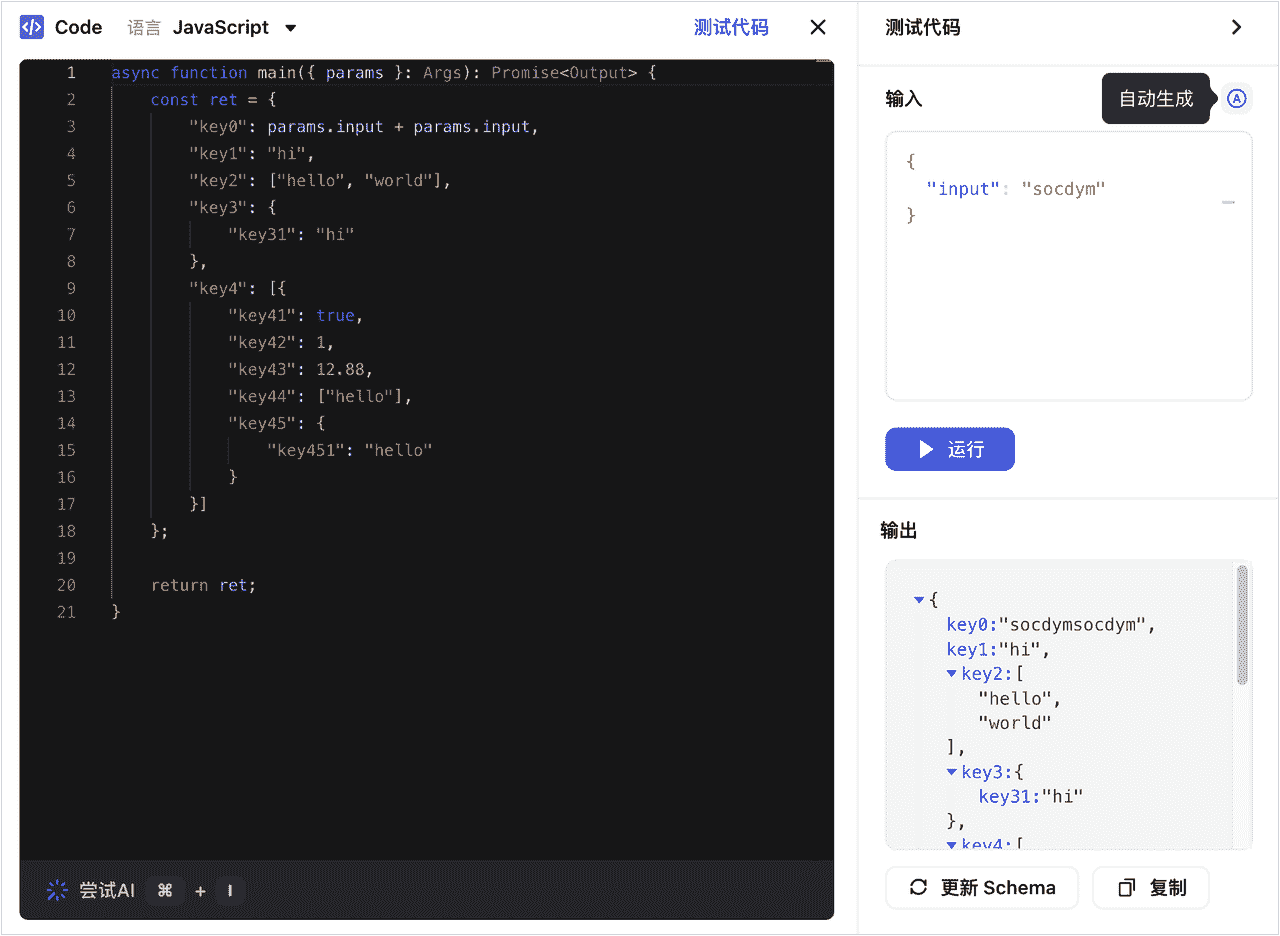 Code 语言 JavaScript 测试代码
1 async function main({ params }: Args): Promise<Output> {
2 const ret = {
3 "key0": params.input + params.input,
4 "key1": "hi",
5 "key2": ["hello", "world"],
6 "key3": {
7 "key31": "hi"
8 },
9 "key4": [{
10 "key41": true,
11 "key42": 1,
12 "key43": 12.88,
13 "key44": ["hello"],
14 "key45": {
15 "key451": "hello"
16 }
17 }]
18 };
19
20 return ret;
21 }
尝试AI ⌘ + I
测试代码
输入 自动生成 A
{
"input": "socdym"
}
运行
输出
{
key0:"socdymsocdym",
key1:"hi",
key2:[
"hello",
"world"
],
key3:{
key31:"hi"
},
key4:[
更新 Schema 复制